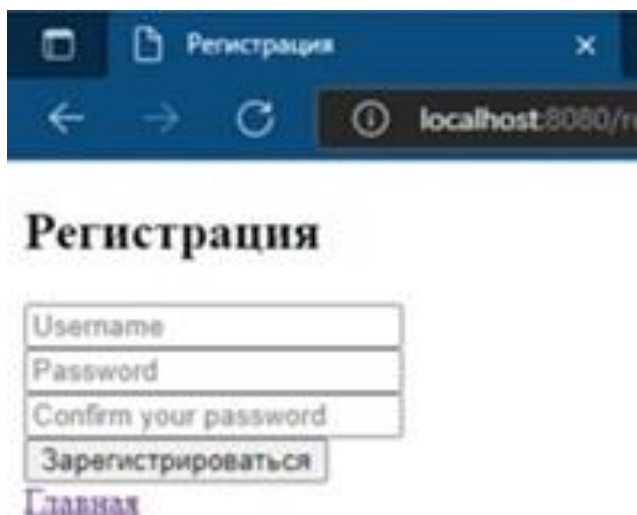 Регистрация
localhost:8080/r
Регистрация
Username
Password
Confirm your password
Зарегистрироваться
Главная